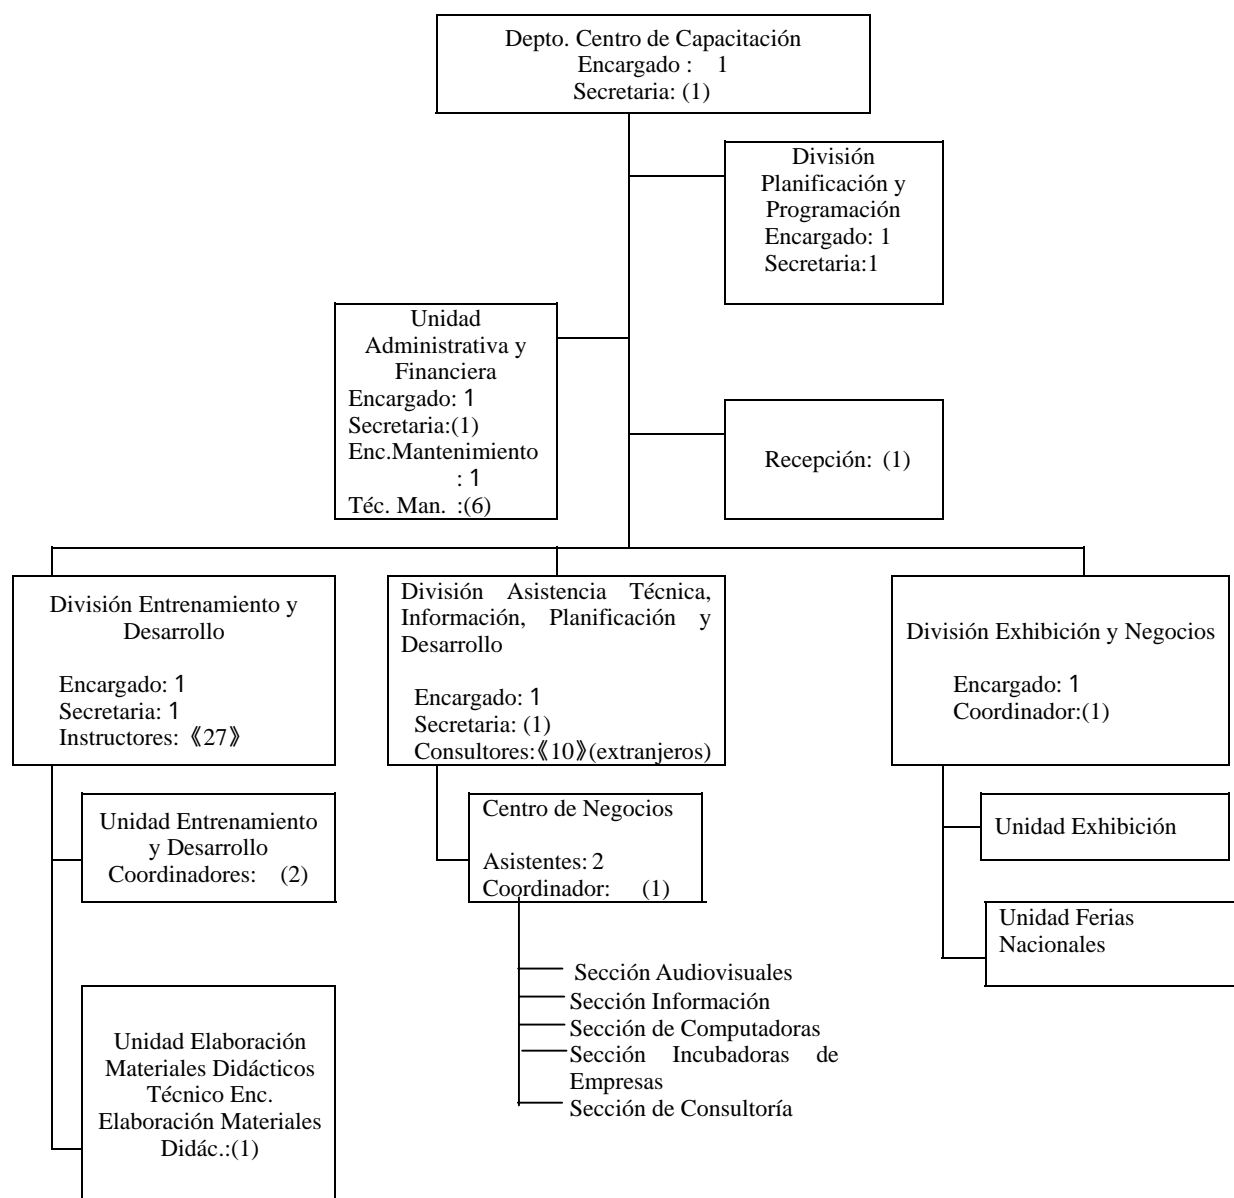 Depto. Centro de Capacitación
Encargado :   1
Secretaria: (1)
División
Planificación y
Programación
Encargado: 1
Secretaria:1
Unidad
Administrativa y
Financiera
Encargado: 1
Secretaria:(1)
Enc.Mantenimiento
: 1
Téc. Man.  :(6)
Recepción:  (1)
División Entrenamiento y
Desarrollo
Encargado: 1
Secretaria: 1
Instructores: 《27》
División Asistencia Técnica,
Información, Planificación y
Desarrollo
Encargado: 1
Secretaria: (1)
Consultores:《10》(extranjeros)
División Exhibición y Negocios
Encargado: 1
Coordinador:(1)
Unidad Entrenamiento
y Desarrollo
Coordinadores:    (2)
Centro de Negocios
Asistentes: 2
Coordinador:    (1)
Unidad Exhibición
Unidad Ferias
Nacionales
Sección Audiovisuales
Sección Información
Sección de Computadoras
Sección Incubadoras de
Empresas
Sección de Consultoría
Unidad Elaboración
Materiales Didácticos
Técnico Enc.
Elaboración Materiales
Didác.:(1)